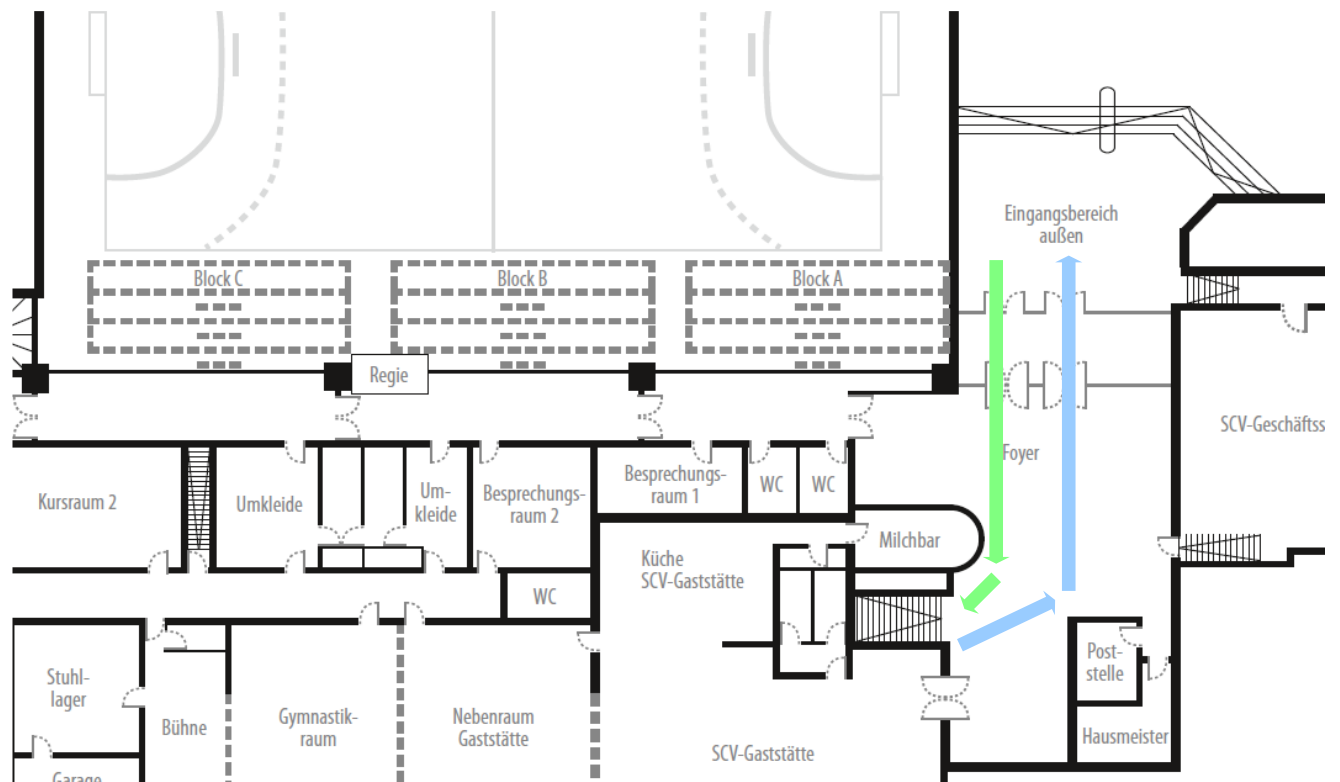 Eingangsbereich
außen
Block C
Block B
Block A
Regie
SCV-Geschäftss
Foyer
Kursraum 2
Umkleide
Um-
kleide
Besprechungs-
raum 2
Besprechungs-
raum 1
WC
WC
Milchbar
Küche
SCV-Gaststätte
WC
Stuhl-
lager
Bühne
Gymnastik-
raum
Nebenraum
Gaststätte
SCV-Gaststätte
Post-
stelle
Hausmeister
Garage